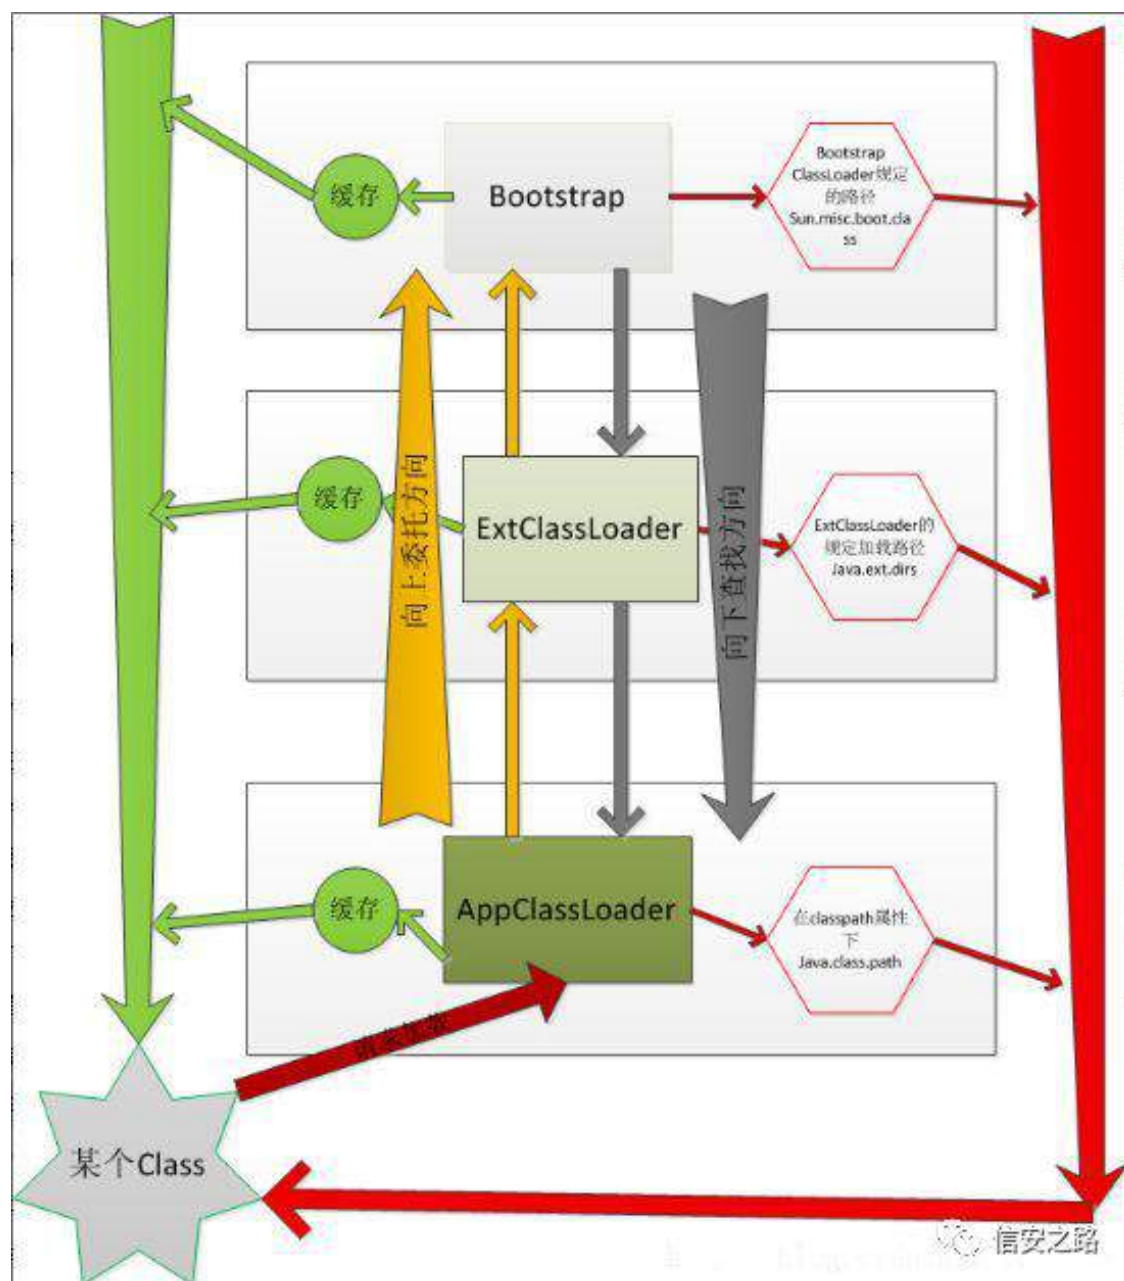 缓存
Bootstrap
Bootstrap
ClassLoader规定
的路径
Sun.misc.boot.cla
ss
向上委托方向
向下查找方向
缓存
ExtClassLoader
ExtClassLoader的
规定加载路径
Java.ext.dirs
缓存
AppClassLoader
在classpath属性
下
Java.class.path
某个Class
信安之路